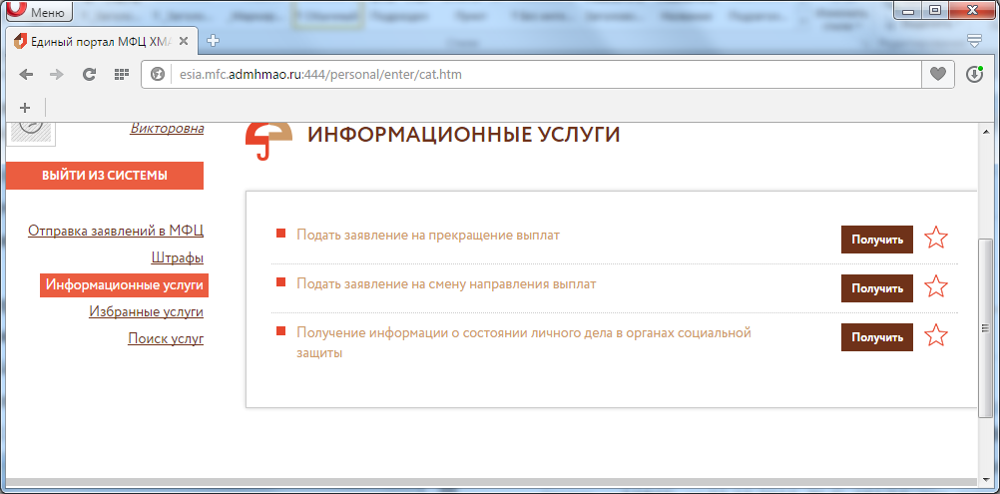 Меню
Единый портал МФЦ ХМА
esia.mfc.admhmao.ru:444/personal/enter/cat.htm
Викторовна
ВЫЙТИ ИЗ СИСТЕМЫ
Отправка заявлений в МФЦ
Штрафы
Информационные услуги
Избранные услуги
Поиск услуг
ИНФОРМАЦИОННЫЕ УСЛУГИ
Подать заявление на прекращение выплат
Получить
Подать заявление на смену направления выплат
Получить
Получение информации о состоянии личного дела в органах социальной
защиты
Получить